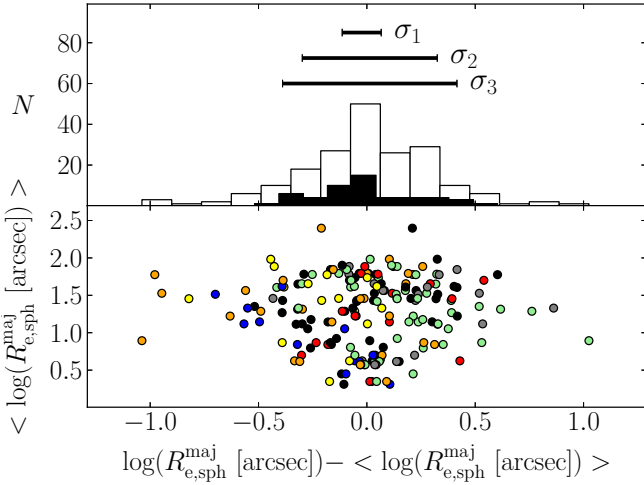 80
60
40
20
N
σ₁
σ₂
σ₃
2.5
2.0
1.5
1.0
0.5
< log(R^maj_e,sph [arcsec]) >
−1.0 −0.5 0.0 0.5 1.0
log(R^maj_e,sph [arcsec])− < log(R^maj_e,sph [arcsec]) >